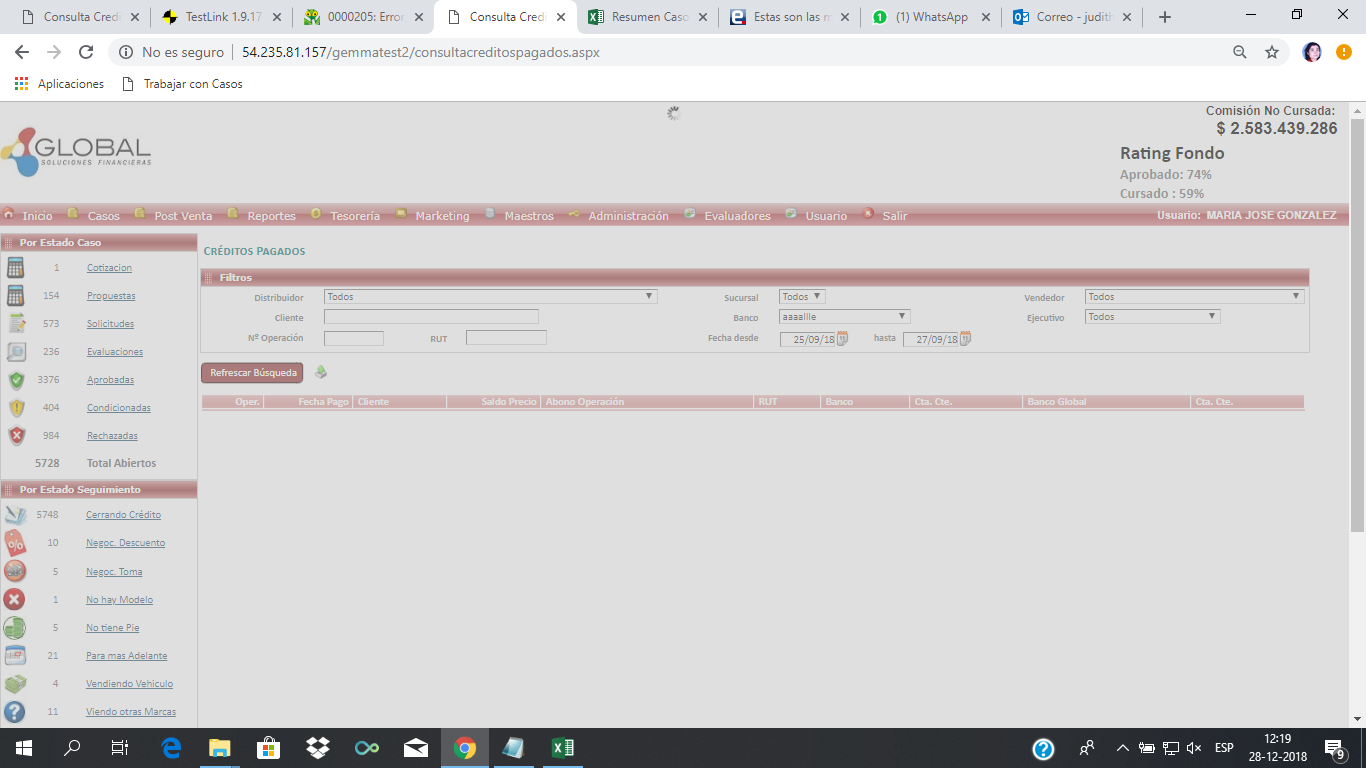 Consulta Credi
TestLink 1.9.17
0000205: Error
Consulta Credi
Resumen Caso
Estas son las m
(1) WhatsApp
Correo - judith
No es seguro
54.235.81.157/gemmatest2/consultacreditospagados.aspx
Aplicaciones
Trabajar con Casos
GLOBAL
SOLUCIONES FINANCIERAS
Comisión No Cursada:
$ 2.583.439.286
Rating Fondo
Aprobado: 74%
Cursado : 59%
Inicio Casos Post Venta Reportes Tesorería Marketing Maestros Administración Evaluadores Usuario Salir
Usuario: MARIA JOSE GONZALEZ
Por Estado Caso
1 Cotizacion
154 Propuestas
573 Solicitudes
236 Evaluaciones
3376 Aprobadas
404 Condicionadas
984 Rechazadas
5728 Total Abiertos
Por Estado Seguimiento
5748 Cerrando Crédito
10 Negoc. Descuento
5 Negoc. Toma
1 No hay Modelo
5 No tiene Pie
21 Para mas Adelante
4 Vendiendo Vehículo
11 Viendo otras Marcas
CRÉDITOS PAGADOS
Filtros
Distribuidor Todos Sucursal Todos Vendedor Todos
Cliente Banco aaaallle Ejecutivo Todos
Nº Operación RUT Fecha desde 25/09/18 hasta 27/09/18
Refrescar Búsqueda
Oper. Fecha Pago Cliente Saldo Precio Abono Operación RUT Banco Cta. Cte. Banco Global Cta. Cte.
ESP
12:19
28-12-2018
9